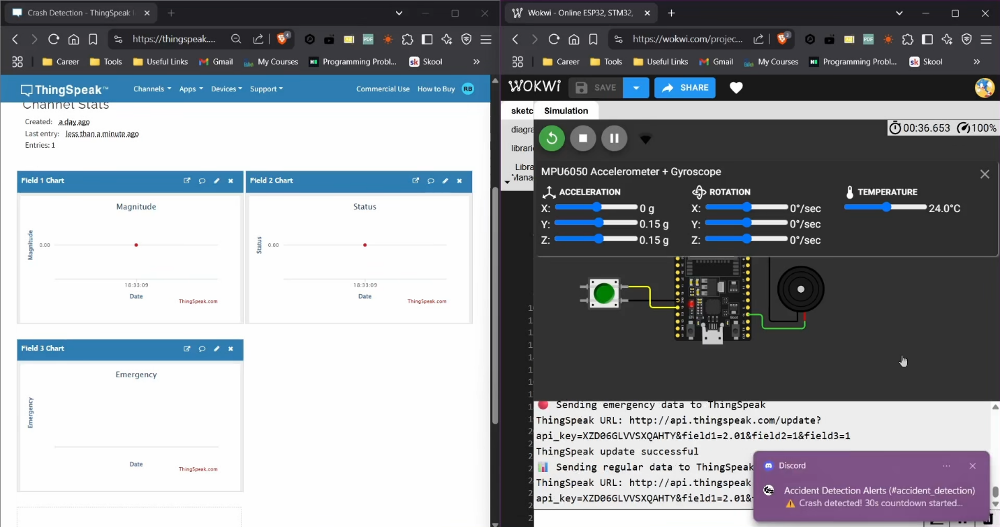 Crash Detection - ThingSpeak
https://thingspeak....
4
PDF
Career
Tools
Useful Links
Gmail
My Courses
Programming Probl...
sk Skool
»
ThingSpeak™
Channels
Apps
Devices
Support
Commercial Use
How to Buy
RB
Channel Stats
Created: a day ago
Last entry: less than a minute ago
Entries: 1
Field 1 Chart
Magnitude
Magnitude
0.00
18:33:09
Date
ThingSpeak.com
Field 2 Chart
Status
Status
0.00
18:33:09
Date
ThingSpeak.com
Field 3 Chart
Emergency
Emergency
Date
ThingSpeak.com
Wokwi - Online ESP32, STM32,
https://wokwi.com/projec...
3
PDF
Career
Tools
Useful Links
Gmail
My Courses
Programming Probl...
sk Skool
»
WOKWI
SAVE
SHARE
sketc
Simulation
diagra
librari
Libra
Mana
00:36.653 100%
MPU6050 Accelerometer + Gyroscope
ACCELERATION
X: 0 g
Y: 0.15 g
Z: 0.15 g
ROTATION
X: 0°/sec
Y: 0°/sec
Z: 0°/sec
TEMPERATURE
24.0°C
Sending emergency data to ThingSpeak
ThingSpeak URL: http://api.thingspeak.com/update?
api_key=XZD06GLVVSXQAHTY&field1=2.01&field2=1&field3=1
ThingSpeak update successful
Sending regular data to ThingSpeak
ThingSpeak URL: http://api.thingspeak
api_key=XZD06GLVVSXQAHTY&field1=2.01&
Discord
Accident Detection Alerts (#accident_detection)
⚠️ Crash detected! 30s countdown started...